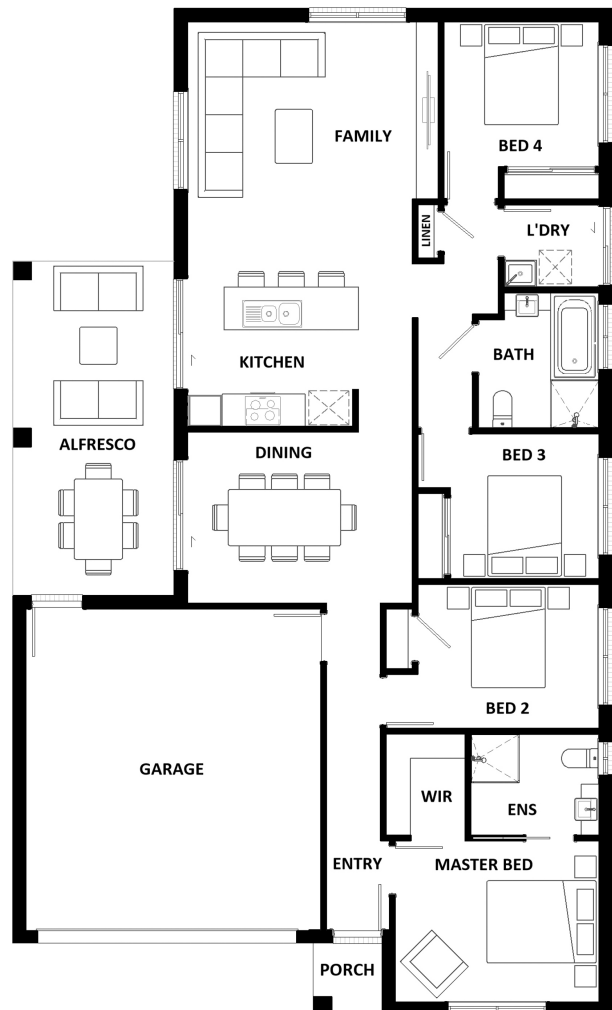 FAMILY
BED 4
LINEN
L'DRY
KITCHEN
BATH
ALFRESCO
DINING
BED 3
BED 2
GARAGE
WIR
ENS
ENTRY
MASTER BED
PORCH